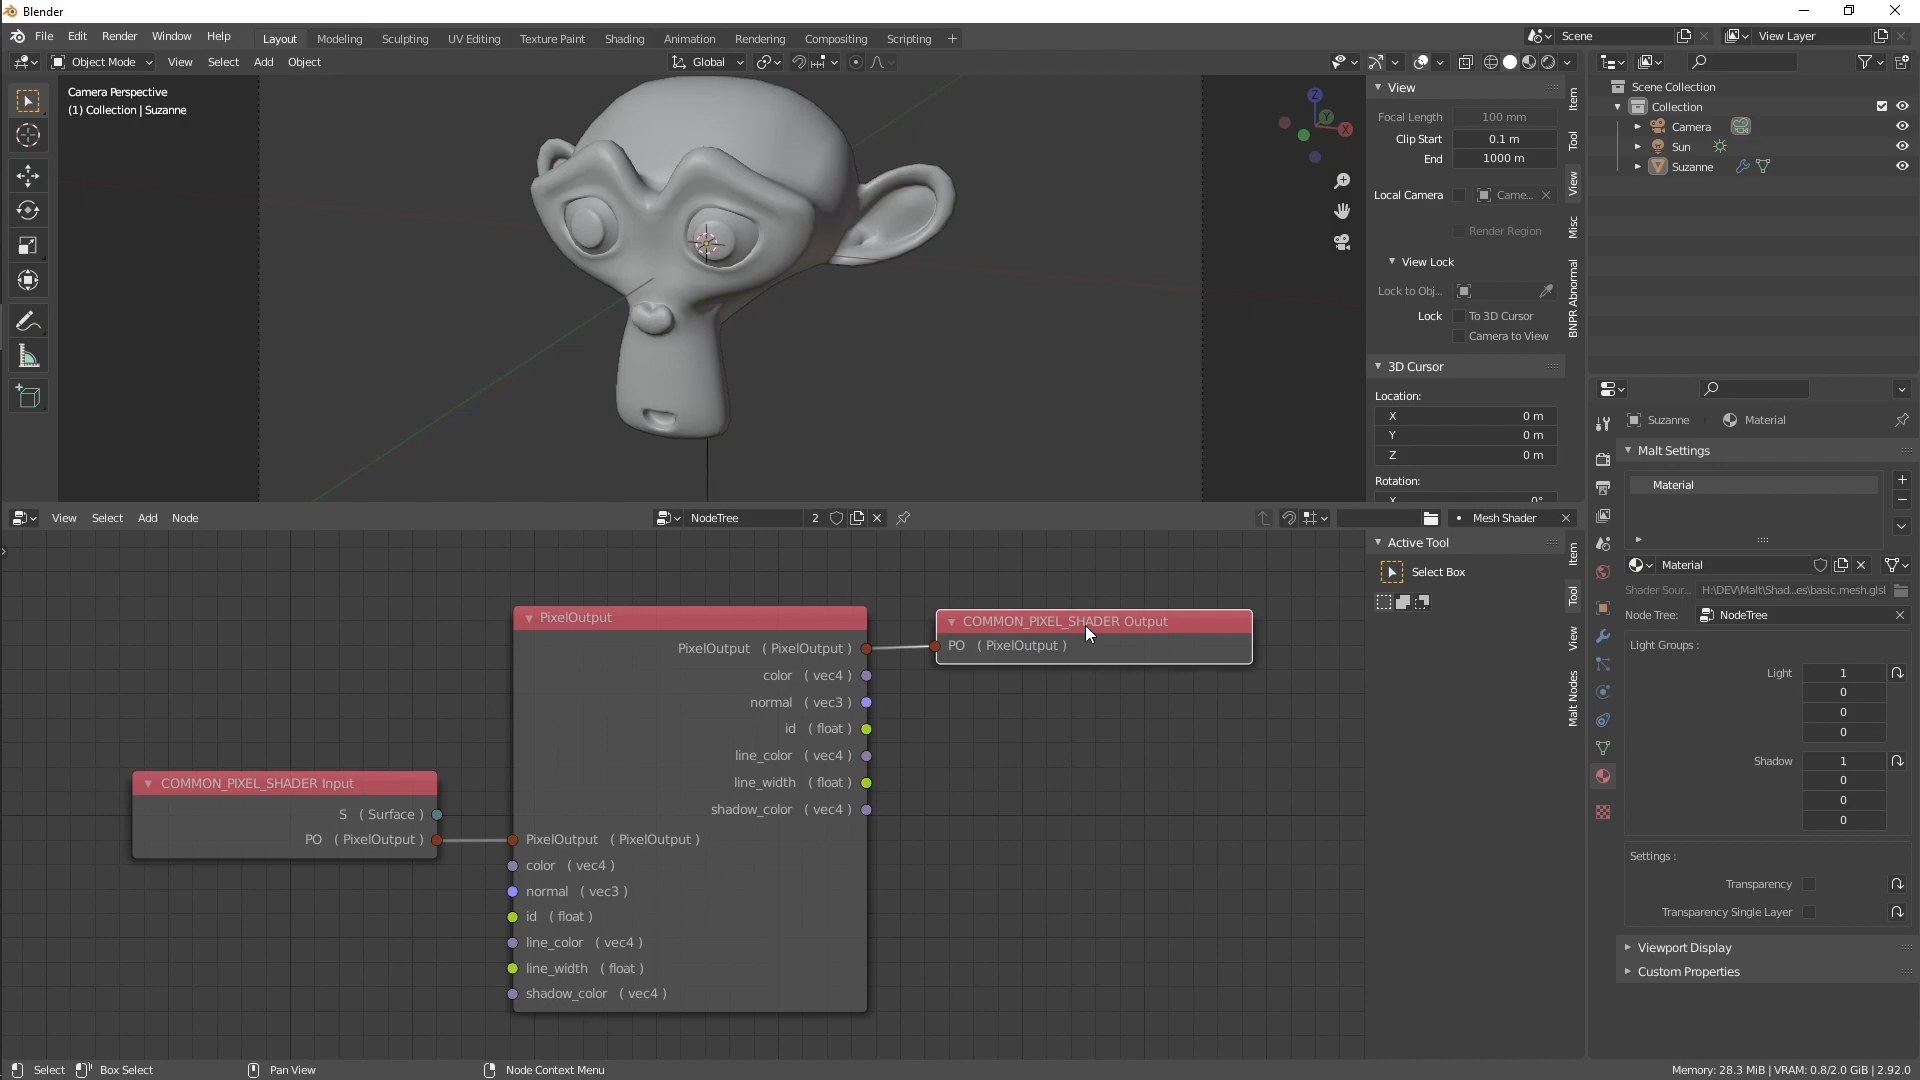 Blender
File Edit Render Window Help
Layout Modeling Sculpting UV Editing Texture Paint Shading Animation Rendering Compositing Scripting +
Scene
View Layer
Object Mode View Select Add Object
Global
Camera Perspective
(1) Collection | Suzanne
Z
Y
X
View
Focal Length 100 mm
Clip Start 0.1 m
End 1000 m
Local Camera Came...
Render Region
View Lock
Lock to Obj...
Lock To 3D Cursor
Camera to View
3D Cursor
Location:
X 0 m
Y 0 m
Z 0 m
Rotation:
X 0°
Item
Tool
View
Misc
BNPR Abnormal
Scene Collection
Collection
Camera
Sun
Suzanne
Suzanne Material
Malt Settings
Material
Material
Shader Sour... H:\DEV\Malt\Shad...es\basic.mesh.glsl
Node Tree: NodeTree
Light Groups :
Light 1
0
0
0
Shadow 1
0
0
0
Settings :
Transparency
Transparency Single Layer
Viewport Display
Custom Properties
View Select Add Node
NodeTree 2
Mesh Shader
Active Tool
Select Box
Item
Tool
View
Malt Nodes
PixelOutput
PixelOutput ( PixelOutput )
color ( vec4 )
normal ( vec3 )
id ( float )
line_color ( vec4 )
line_width ( float )
shadow_color ( vec4 )
PixelOutput ( PixelOutput )
color ( vec4 )
normal ( vec3 )
id ( float )
line_color ( vec4 )
line_width ( float )
shadow_color ( vec4 )
COMMON_PIXEL_SHADER Output
PO ( PixelOutput )
COMMON_PIXEL_SHADER Input
S ( Surface )
PO ( PixelOutput )
Select Box Select Pan View Node Context Menu
Memory: 28.3 MiB | VRAM: 0.8/2.0 GiB | 2.92.0